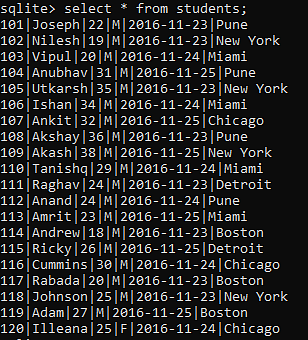 sqlite> select * from students;
101|Joseph|22|M|2016-11-23|Pune
102|Nilesh|19|M|2016-11-23|New York
103|Vipul|20|M|2016-11-24|Miami
104|Anubhav|31|M|2016-11-25|Pune
105|Utkarsh|35|M|2016-11-23|New York
106|Ishan|34|M|2016-11-24|Miami
107|Ankit|32|M|2016-11-25|Chicago
108|Akshay|36|M|2016-11-23|Pune
109|Akash|38|M|2016-11-25|New York
110|Tanishq|29|M|2016-11-24|Miami
111|Raghav|24|M|2016-11-23|Detroit
112|Anand|24|M|2016-11-24|Pune
113|Amrit|23|M|2016-11-25|Miami
114|Andrew|18|M|2016-11-23|Boston
115|Ricky|26|M|2016-11-25|Detroit
116|Cummins|30|M|2016-11-24|Chicago
117|Rabada|20|M|2016-11-23|Boston
118|Johnson|25|M|2016-11-23|New York
119|Adam|27|M|2016-11-25|Boston
120|Illeana|25|F|2016-11-24|Chicago